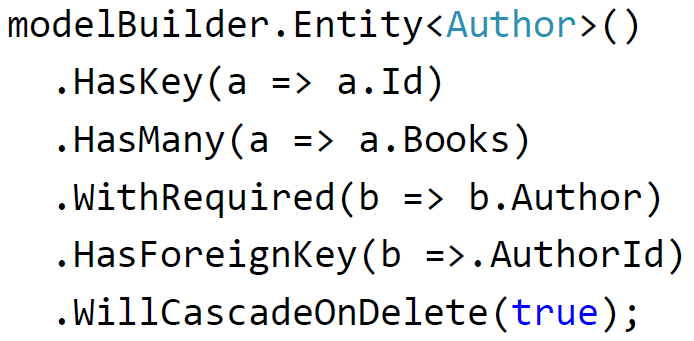 modelBuilder.Entity<Author>()
.HasKey(a => a.Id)
.HasMany(a => a.Books)
.WithRequired(b => b.Author)
.HasForeignKey(b =>.AuthorId)
.WillCascadeOnDelete(true);